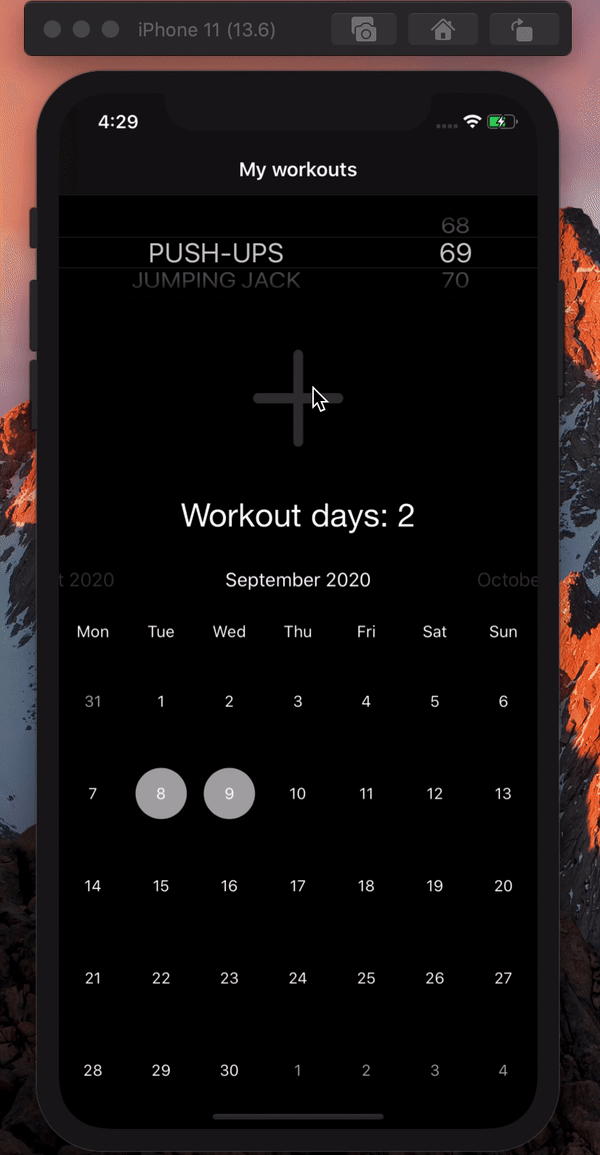 iPhone 11 (13.6)
4:29
My workouts
68
PUSH-UPS 69
JUMPING JACK 70
Workout days: 2
t 2020 September 2020 Octobe
Mon Tue Wed Thu Fri Sat Sun
31 1 2 3 4 5 6
7 8 9 10 11 12 13
14 15 16 17 18 19 20
21 22 23 24 25 26 27
28 29 30 1 2 3 4